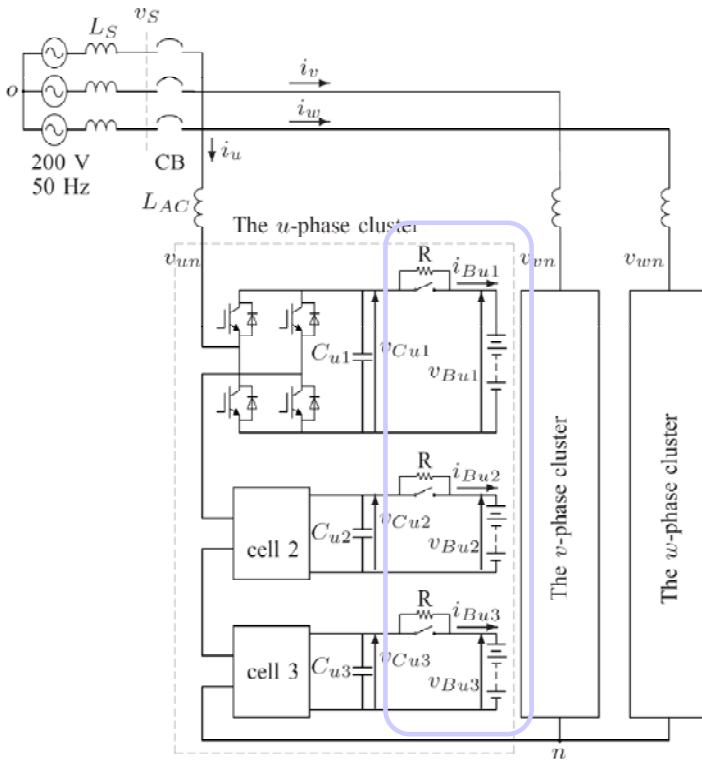 L_S
v_S
o
i_v
i_w
200 V
50 Hz
CB
i_u
L_AC
The u-phase cluster
v_un
v_vn
v_wn
R
i_Bu1
C_u1
v_Cu1
v_Bu1
R
i_Bu2
cell 2
C_u2
v_Cu2
v_Bu2
R
i_Bu3
cell 3
C_u3
v_Cu3
v_Bu3
The v-phase cluster
The w-phase cluster
n